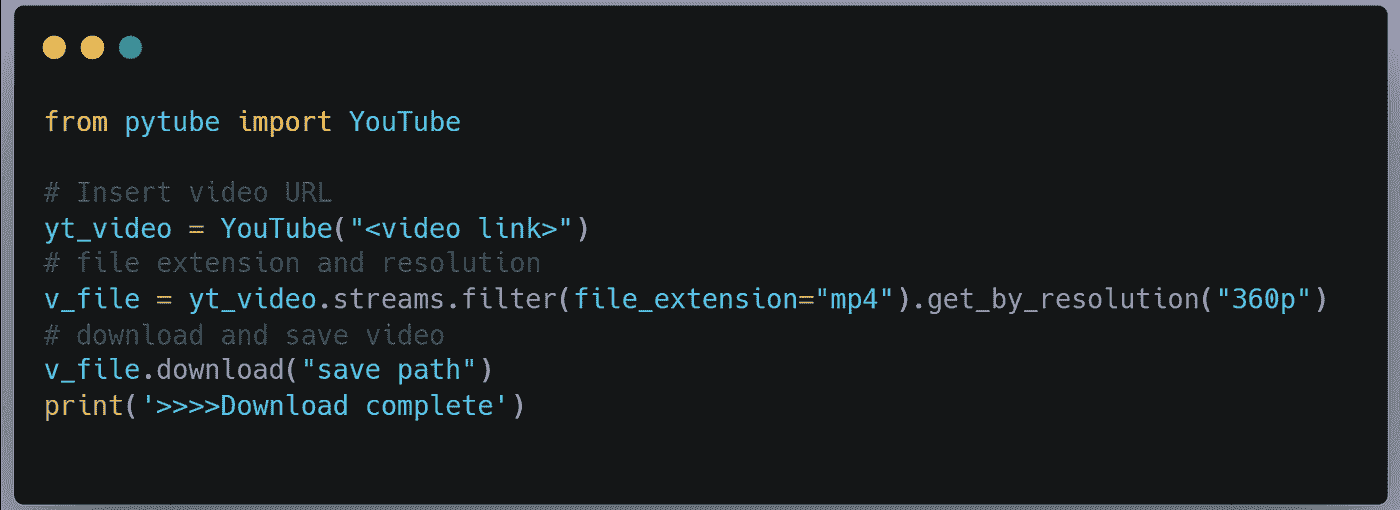 from pytube import YouTube
# Insert video URL
yt_video = YouTube("<video link>")
# file extension and resolution
v_file = yt_video.streams.filter(file_extension="mp4").get_by_resolution("360p")
# download and save video
v_file.download("save path")
print('>>>>Download complete')